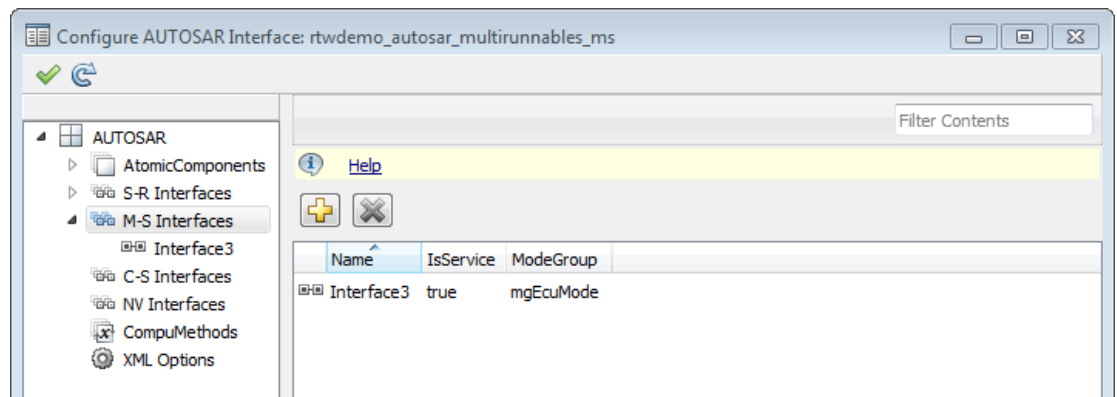 Configure AUTOSAR Interface: rtwdemo_autosar_multirunnables_ms
Filter Contents
AUTOSAR
AtomicComponents
S-R Interfaces
M-S Interfaces
Interface3
C-S Interfaces
NV Interfaces
CompuMethods
XML Options
Help
Name IsService ModeGroup
Interface3 true mgEcuMode